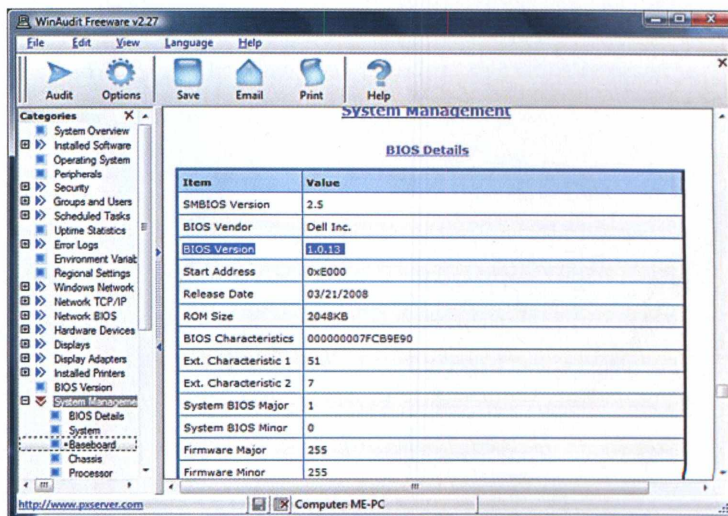 WinAudit Freeware v2.27
File Edit View Language Help
Audit Options Save Email Print Help
Categories
System Overview
Installed Software
Operating System
Peripherals
Security
Groups and Users
Scheduled Tasks
Uptime Statistics
Error Logs
Environment Variab
Regional Settings
Windows Network
Network TCP/IP
Network BIOS
Hardware Devices
Displays
Display Adapters
Installed Printers
BIOS Version
System Manageme
BIOS Details
System
Baseboard
Chassis
Processor
System Management
BIOS Details
Item Value
SMBIOS Version 2.5
BIOS Vendor Dell Inc.
BIOS Version 1.0.13
Start Address 0xE000
Release Date 03/21/2008
ROM Size 2048KB
BIOS Characteristics 000000007FCB9E90
Ext. Characteristic 1 51
Ext. Characteristic 2 7
System BIOS Major 1
System BIOS Minor 0
Firmware Major 255
Firmware Minor 255
http://www.pxserver.com Computer: ME-PC